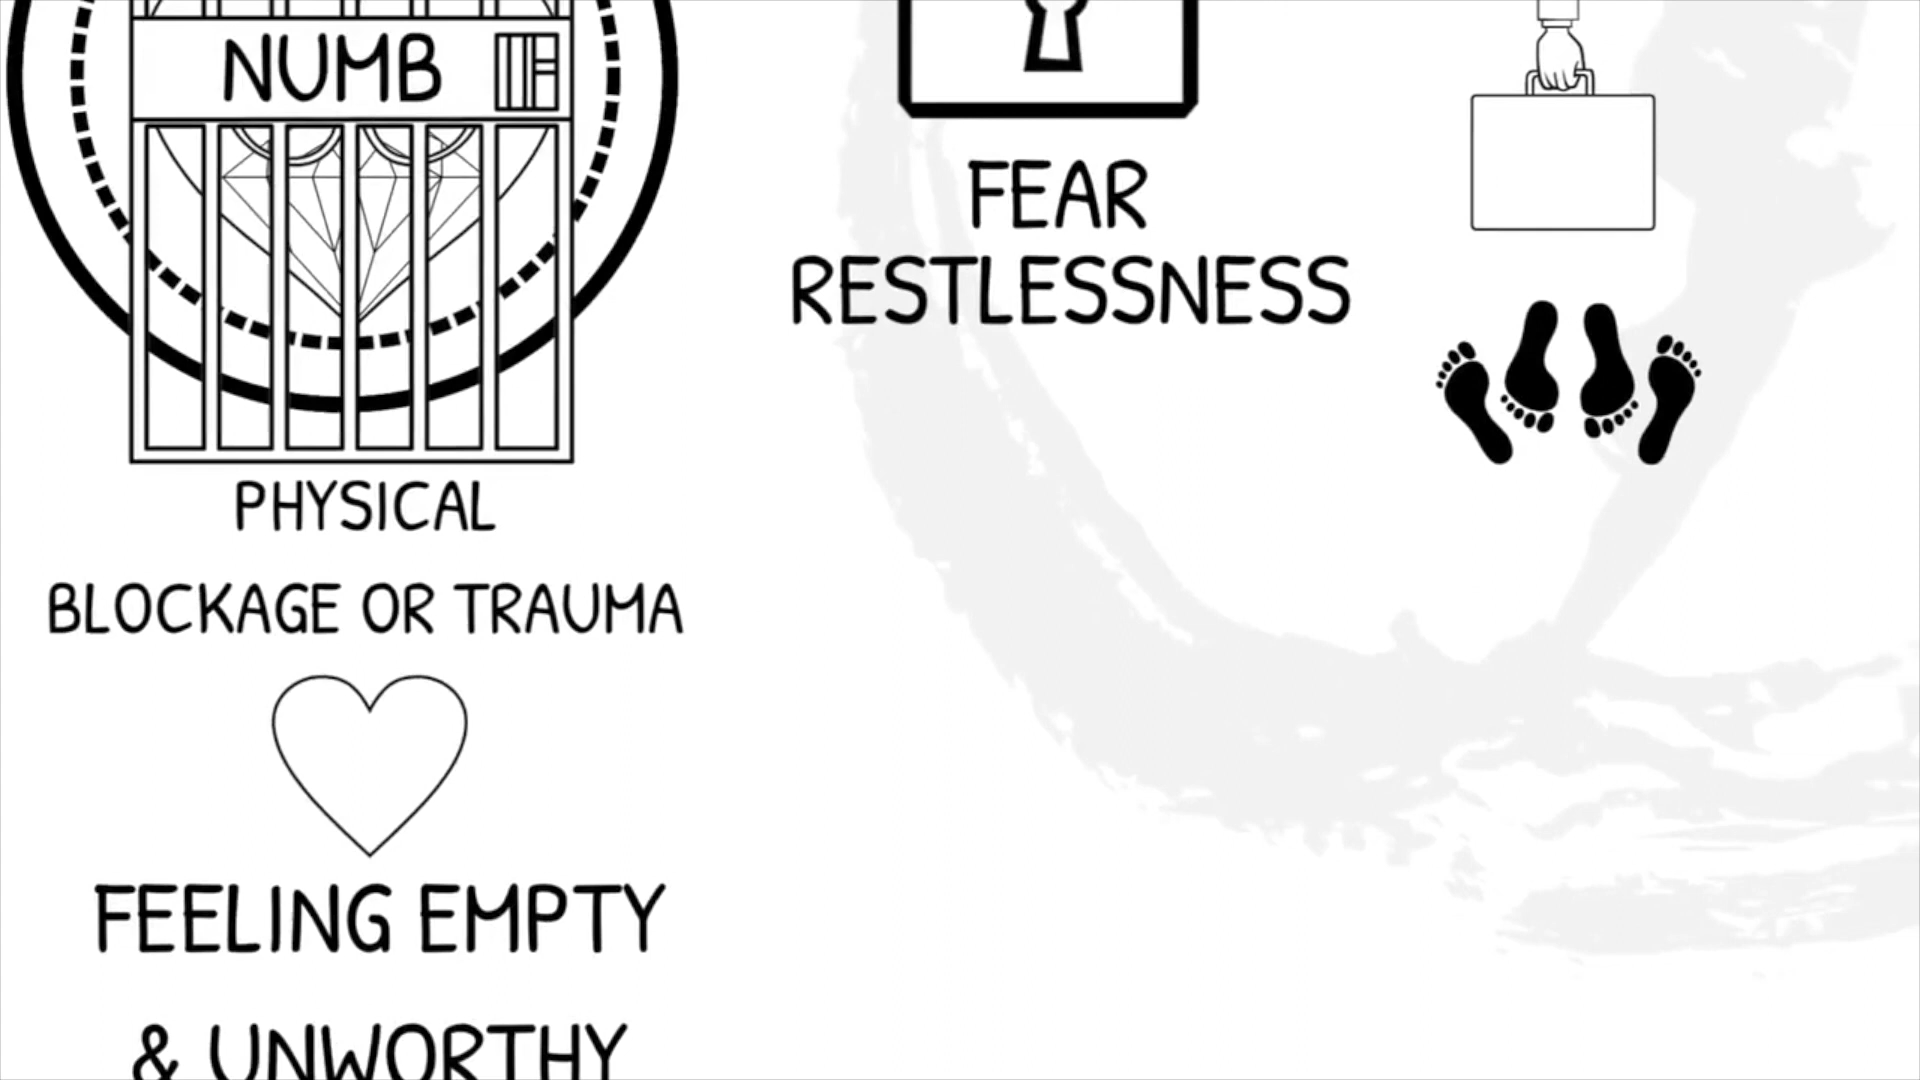 NUMB
PHYSICAL
BLOCKAGE OR TRAUMA
FEELING EMPTY
& UNWORTHY
FEAR
RESTLESSNESS